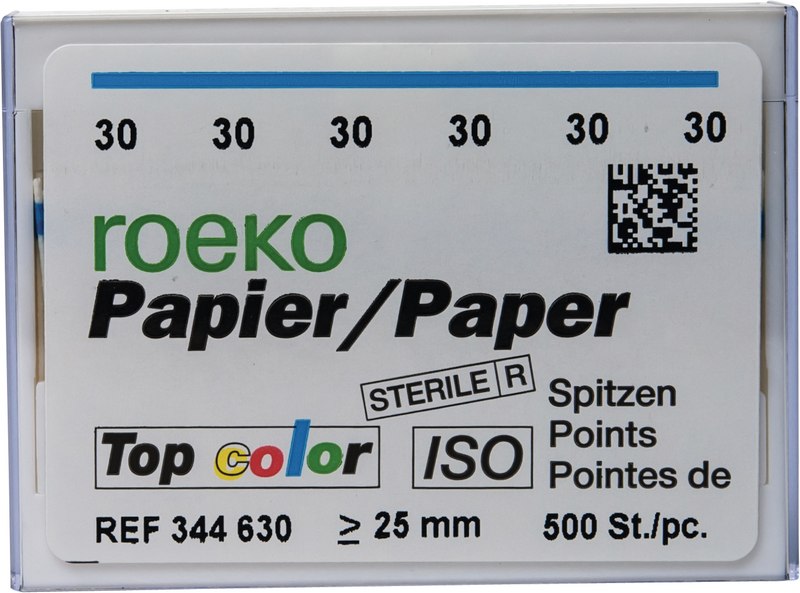 30 30 30 30 30 30
roeko
Papier/Paper
STERILE R
Spitzen
Points
Pointes de
Top color
ISO
REF 344 630 ≥ 25 mm 500 St./pc.